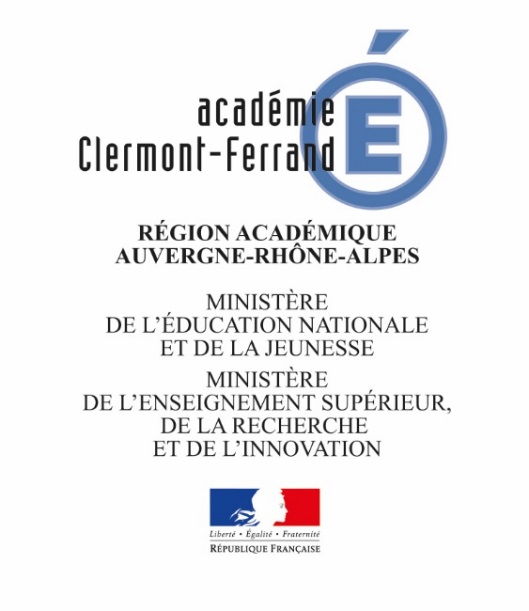 académie
Clermont-Ferrand
É
RÉGION ACADÉMIQUE
AUVERGNE-RHÔNE-ALPES
MINISTÈRE
DE L’ÉDUCATION NATIONALE
ET DE LA JEUNESSE
MINISTÈRE
DE L’ENSEIGNEMENT SUPÉRIEUR,
DE LA RECHERCHE
ET DE L’INNOVATION
Liberté • Égalité • Fraternité
RÉPUBLIQUE FRANÇAISE